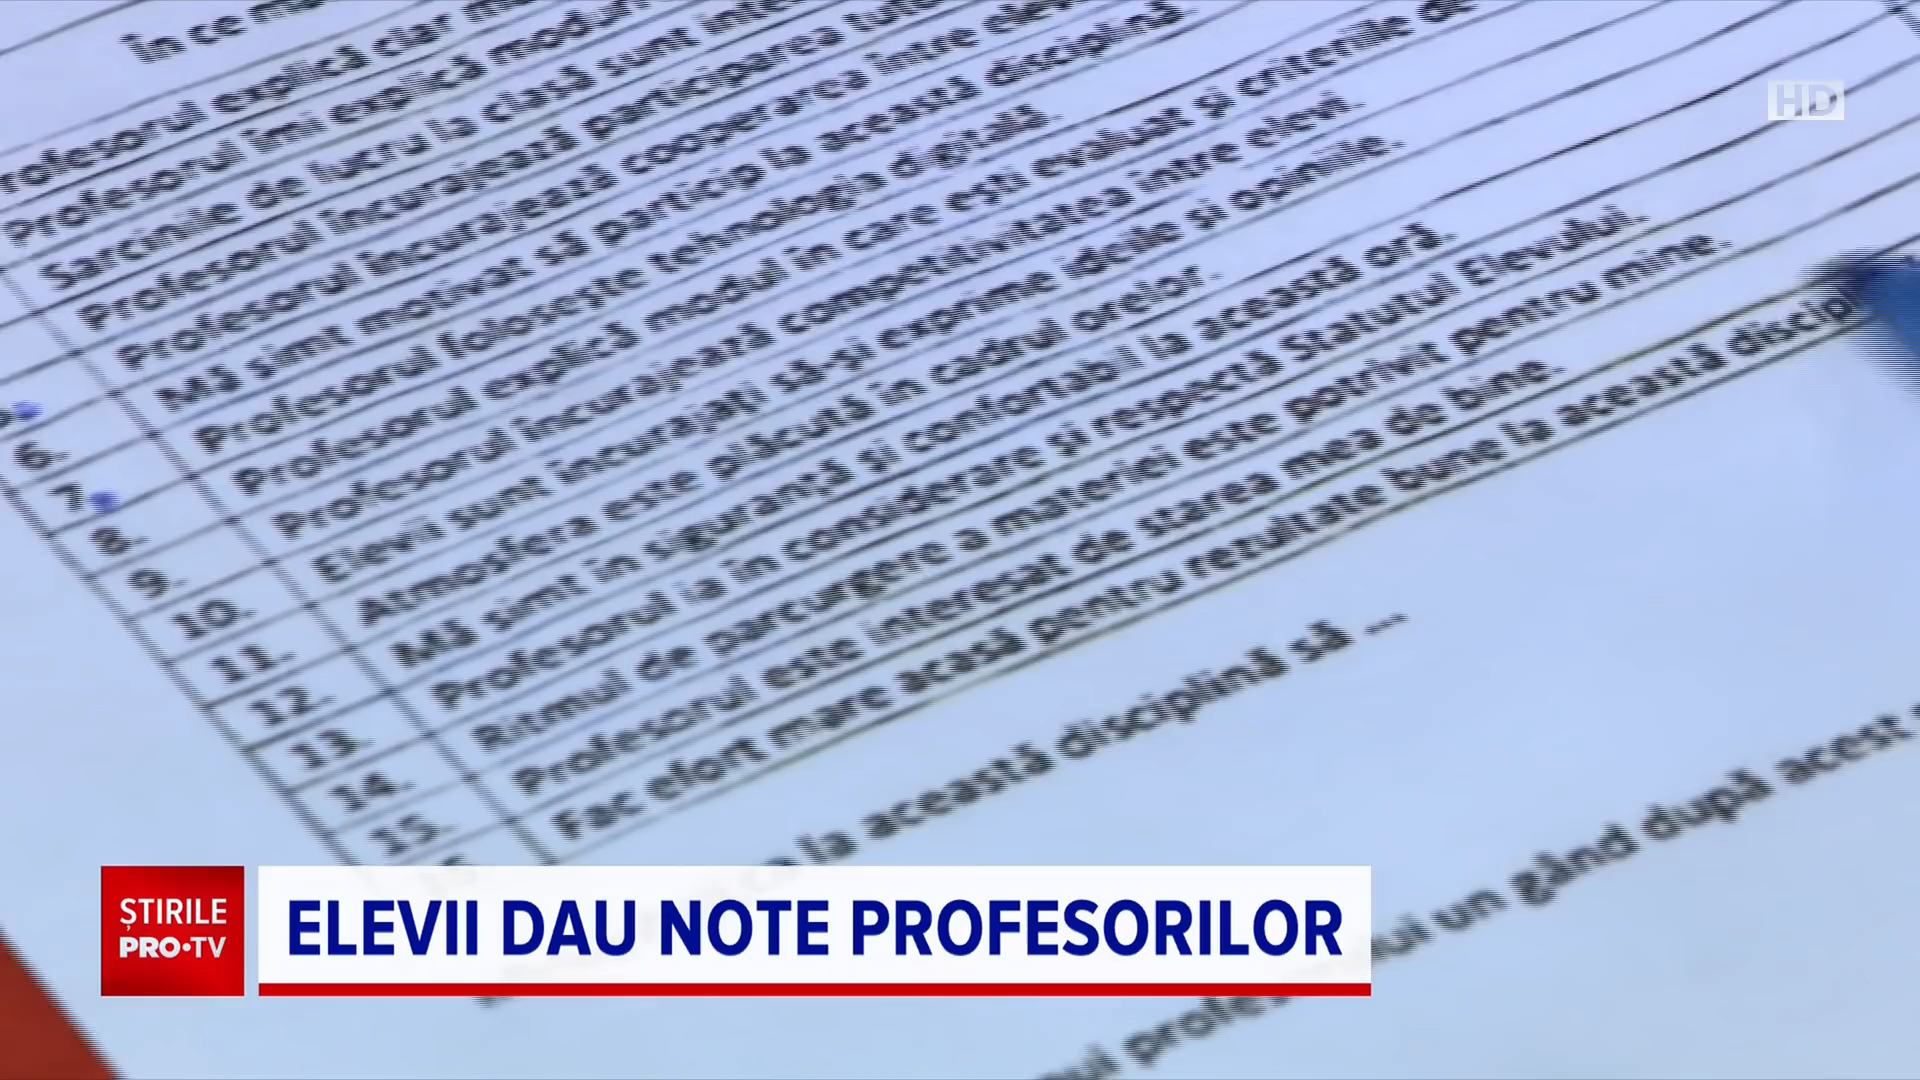 În ce
HD
Profesorul explică clar
Profesorul îmi explică modul
Sarcinile de lucru la clasă sunt
Profesorul încurajează participarea
Profesorul încurajează cooperarea între
Mă simt motivat să particip la această disciplină.
Profesorul folosește tehnologia digitală.
Profesorul explică modul în care ești evaluat și criteriile de
Profesorul încurajează competitivitatea între elevi.
Elevii sunt încurajați să-și exprime ideile și opiniile.
Atmosfera este plăcută în cadrul orelor.
Mă simt în siguranță și confortabil la această oră.
Profesorul ia în considerare și respectă Statutul Elevului.
Ritmul de parcurgere a materiei este potrivit pentru mine.
Profesorul este interesat de starea mea de bine.
Fac efort mare acasă pentru rezultate bune la această discip
6.
7.
8.
9.
10.
11.
12.
13.
14.
15.
la această disciplină să ...
un gând după acest
ȘTIRILE
PRO•TV
ELEVII DAU NOTE PROFESORILOR